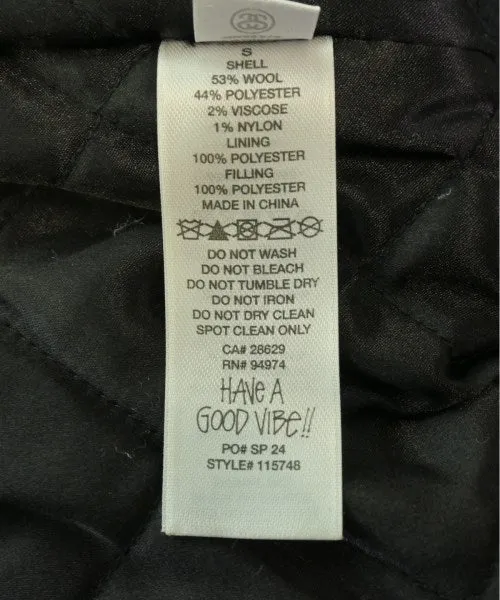 S
SHELL
53% WOOL
44% POLYESTER
2% VISCOSE
1% NYLON
LINING
100% POLYESTER
FILLING
100% POLYESTER
MADE IN CHINA
DO NOT WASH
DO NOT BLEACH
DO NOT TUMBLE DRY
DO NOT IRON
DO NOT DRY CLEAN
SPOT CLEAN ONLY
CA# 28629
RN# 94974
HAVE A
GOOD VIBE!!
PO# SP 24
STYLE# 115748